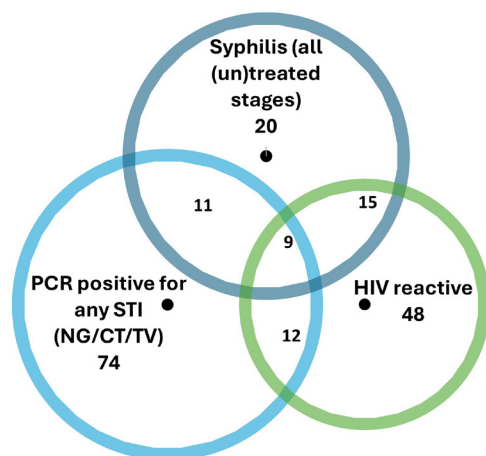 Syphilis (all
(un)treated
stages)
20
11
15
9
PCR positive for
any STI
(NG/CT/TV)
74
HIV reactive
48
12